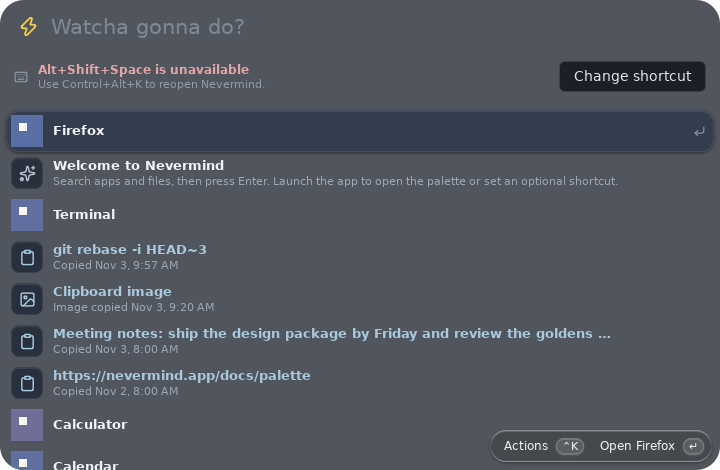 Watcha gonna do?
Alt+Shift+Space is unavailable
Use Control+Alt+K to reopen Nevermind.
Change shortcut
Firefox
Welcome to Nevermind
Search apps and files, then press Enter. Launch the app to open the palette or set an optional shortcut.
Terminal
git rebase -i HEAD~3
Copied Nov 3, 9:57 AM
Clipboard image
Image copied Nov 3, 9:20 AM
Meeting notes: ship the design package by Friday and review the goldens ...
Copied Nov 3, 8:00 AM
https://nevermind.app/docs/palette
Copied Nov 2, 8:00 AM
Calculator
Actions ^K Open Firefox ↵
Calendar